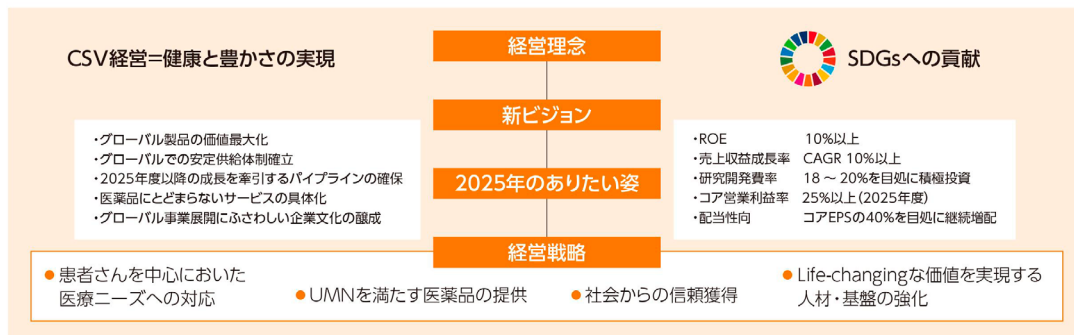 CSV経営=健康と豊かさの実現
経営理念
SDGsへの貢献
新ビジョン
・グローバル製品の価値最大化
・グローバルでの安定供給体制確立
・2025年度以降の成長を牽引するパイプラインの確保
・医薬品にとどまらないサービスの具体化
・グローバル事業展開にふさわしい企業文化の醸成
2025年のありたい姿
・ROE 10%以上
・売上収益成長率 CAGR 10%以上
・研究開発費率 18 ～ 20%を目処に積極投資
・コア営業利益率 25%以上(2025年度)
・配当性向 コアEPSの40%を目処に継続増配
経営戦略
● 患者さんを中心においた
医療ニーズへの対応
● UMNを満たす医薬品の提供
● 社会からの信頼獲得
● Life-changingな価値を実現する
人材・基盤の強化